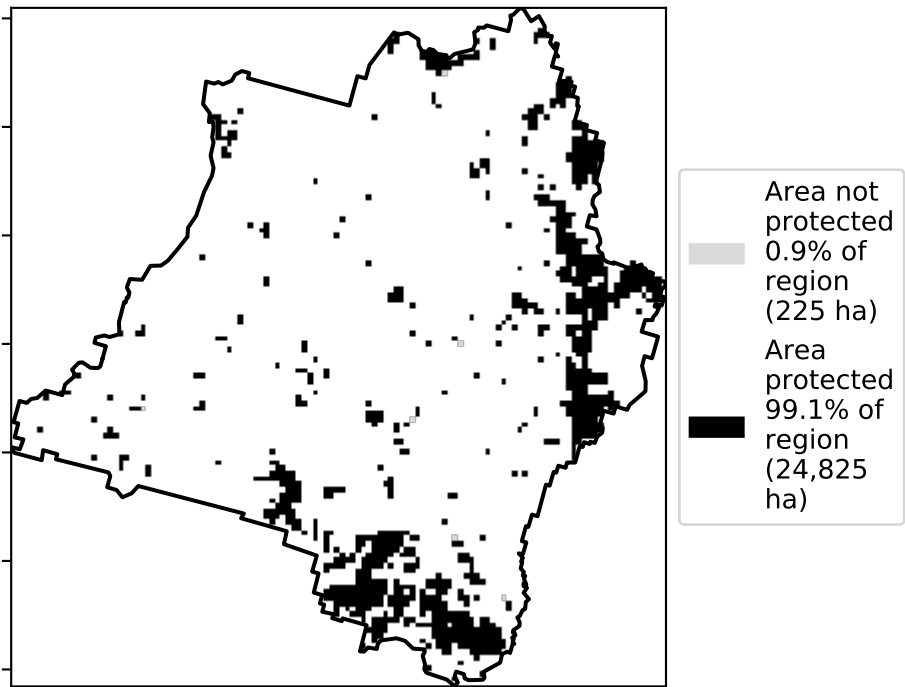 Area not
protected
0.9% of
region
(225 ha)
Area
protected
99.1% of
region
(24,825
ha)